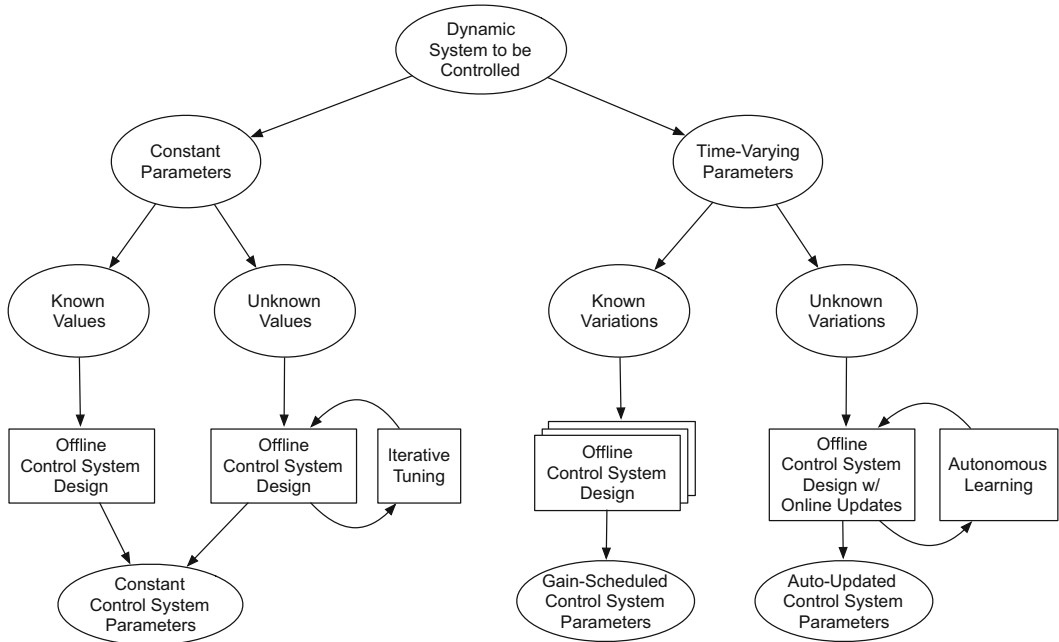 Dynamic
System to be
Controlled
Constant
Parameters
Time-Varying
Parameters
Known
Values
Unknown
Values
Known
Variations
Unknown
Variations
Offline
Control System
Design
Offline
Control System
Design
Iterative
Tuning
Offline
Control System
Design
Offline
Control System
Design w/
Online Updates
Autonomous
Learning
Constant
Control System
Parameters
Gain-Scheduled
Control System
Parameters
Auto-Updated
Control System
Parameters